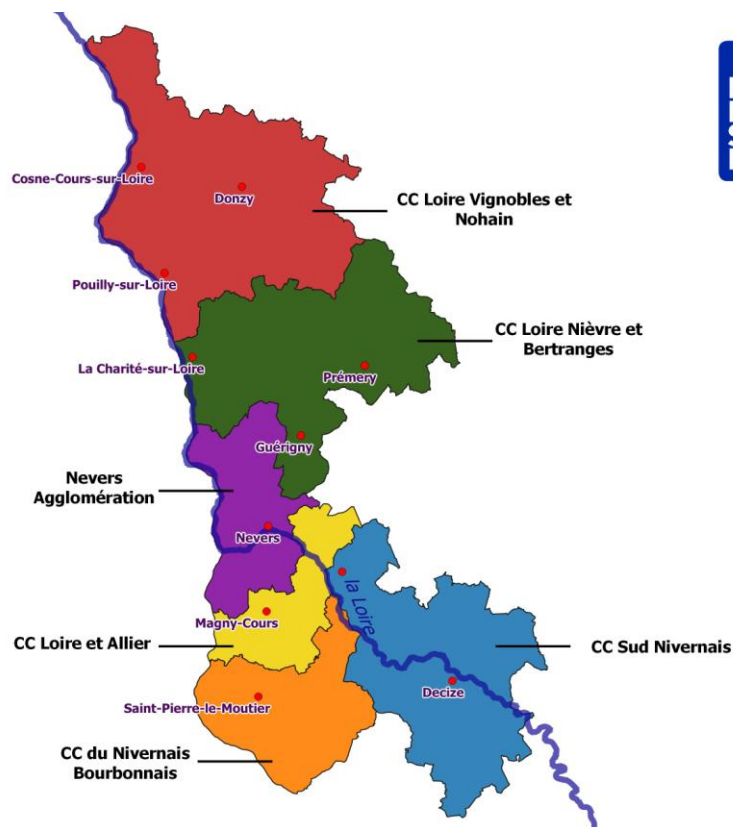 Cosne-Cours-sur-Loire
Donzy
CC Loire Vignobles et
Nohain
Pouilly-sur-Loire
CC Loire Nièvre et
Bertranges
La Charité-sur-Loire
Prémery
Guérigny
Nevers
Agglomération
Nevers
la Loire
Magny-Cours
CC Loire et Allier
CC Sud Nivernais
Decize
Saint-Pierre-le-Moutier
CC du Nivernais
Bourbonnais